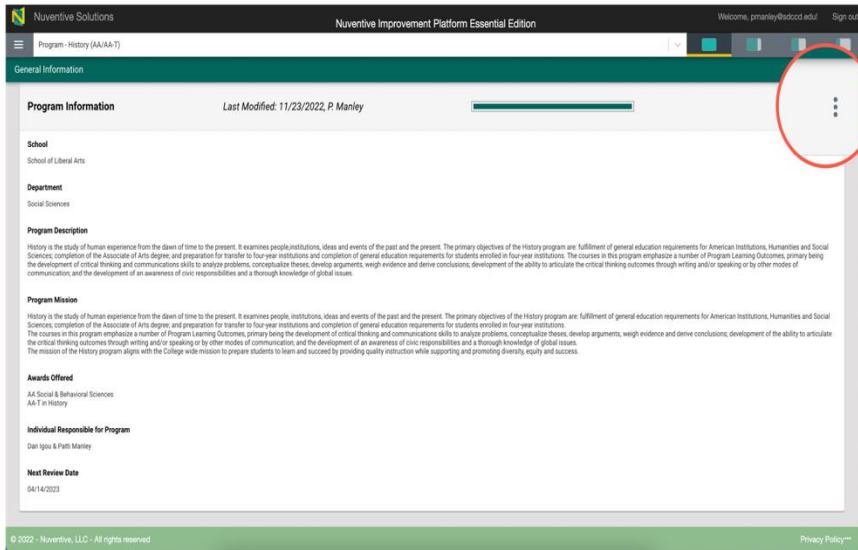 Nuventive Solutions
Nuventive Improvement Platform Essential Edition
Welcome, pmanley@sdccd.edu!
Sign out
Program - History (AA/AA-T)
General Information
Program Information
Last Modified: 11/23/2022, P. Manley
School
School of Liberal Arts
Department
Social Sciences
Program Description
History is the study of human experience from the dawn of time to the present. It examines people,institutions, ideas and events of the past and the present. The primary objectives of the History program are: fulfillment of general education requirements for American Institutions, Humanities and Social
Sciences; completion of the Associate of Arts degree; and preparation for transfer to four-year institutions and completion of general education requirements for students enrolled in four-year institutions. The courses in this program emphasize a number of Program Learning Outcomes, primary being
the development of critical thinking and communications skills to analyze problems, conceptualize theses, develop arguments, weigh evidence and derive conclusions; development of the ability to articulate the critical thinking outcomes through writing and/or speaking or by other modes of
communication; and the development of an awareness of civic responsibilities and a thorough knowledge of global issues.
Program Mission
History is the study of human experience from the dawn of time to the present. It examines people, institutions, ideas and events of the past and the present. The primary objectives of the History program are: fulfillment of general education requirements for American Institutions, Humanities and Social
Sciences; completion of the Associate of Arts degree; and preparation for transfer to four-year institutions and completion of general education requirements for students enrolled in four-year institutions.
The courses in this program emphasize a number of Program Learning Outcomes, primary being the development of critical thinking and communications skills to analyze problems, conceptualize theses, develop arguments, weigh evidence and derive conclusions; development of the ability to articulate
the critical thinking outcomes through writing and/or speaking or by other modes of communication; and the development of an awareness of civic responsibilities and a thorough knowledge of global issues.
The mission of the History program aligns with the College wide mission to prepare students to learn and succeed by providing quality instruction while supporting and promoting diversity, equity and success.
Awards Offered
AA Social & Behavioral Sciences
AA-T in History
Individual Responsible for Program
Dan Igou & Patti Manley
Next Review Date
04/14/2023
© 2022 - Nuventive, LLC - All rights reserved
Privacy Policy